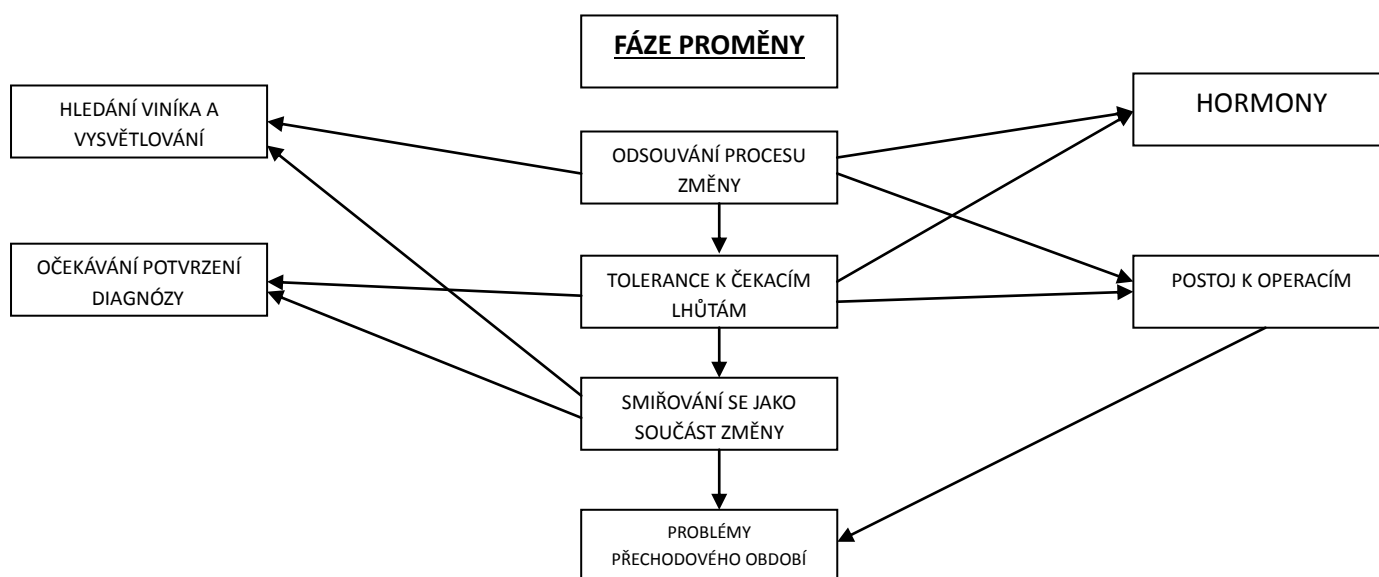 FÁZE PROMĚNY
HLEDÁNÍ VINÍKA A
VYSVĚTLOVÁNÍ
HORMONY
ODSOUVÁNÍ PROCESU
ZMĚNY
OČEKÁVÁNÍ POTVRZENÍ
DIAGNÓZY
TOLERANCE K ČEKACÍM
LHŮTÁM
POSTOJ K OPERACÍM
SMIŘOVÁNÍ SE JAKO
SOUČÁST ZMĚNY
PROBLÉMY
PŘECHODOVÉHO OBDOBÍ